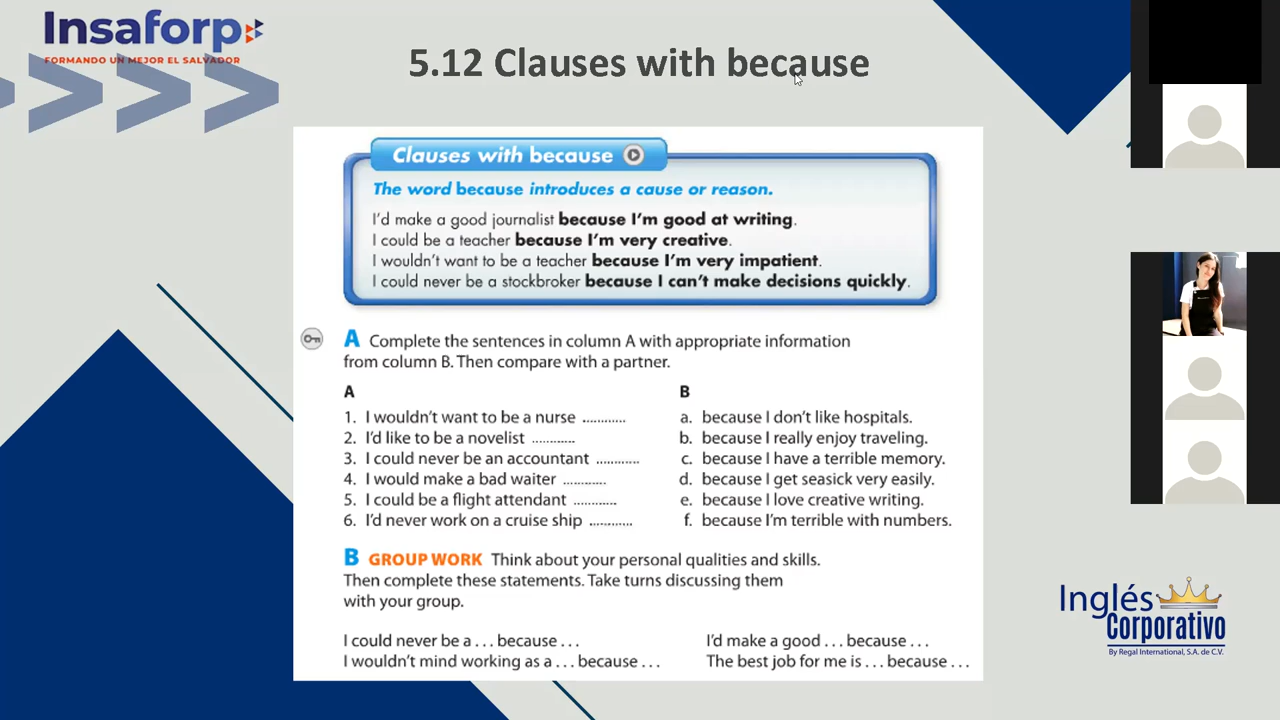 Insaforp
FORMANDO UN MEJOR EL SALVADOR
5.12 Clauses with because
Clauses with because
The word because introduces a cause or reason.
I'd make a good journalist because I'm good at writing.
I could be a teacher because I'm very creative.
I wouldn't want to be a teacher because I'm very impatient.
I could never be a stockbroker because I can't make decisions quickly.
A Complete the sentences in column A with appropriate information
from column B. Then compare with a partner.
A
1. I wouldn't want to be a nurse ............
2. I'd like to be a novelist ............
3. I could never be an accountant ............
4. I would make a bad waiter ............
5. I could be a flight attendant ............
6. I'd never work on a cruise ship ............
B
a. because I don't like hospitals.
b. because I really enjoy traveling.
c. because I have a terrible memory.
d. because I get seasick very easily.
e. because I love creative writing.
f. because I'm terrible with numbers.
B GROUP WORK Think about your personal qualities and skills.
Then complete these statements. Take turns discussing them
with your group.
I could never be a . . . because . . .
I wouldn't mind working as a . . . because . . .
I'd make a good . . . because . . .
The best job for me is . . . because . . .
Inglés
Corporativo
By Regal International, S.A. de C.V.